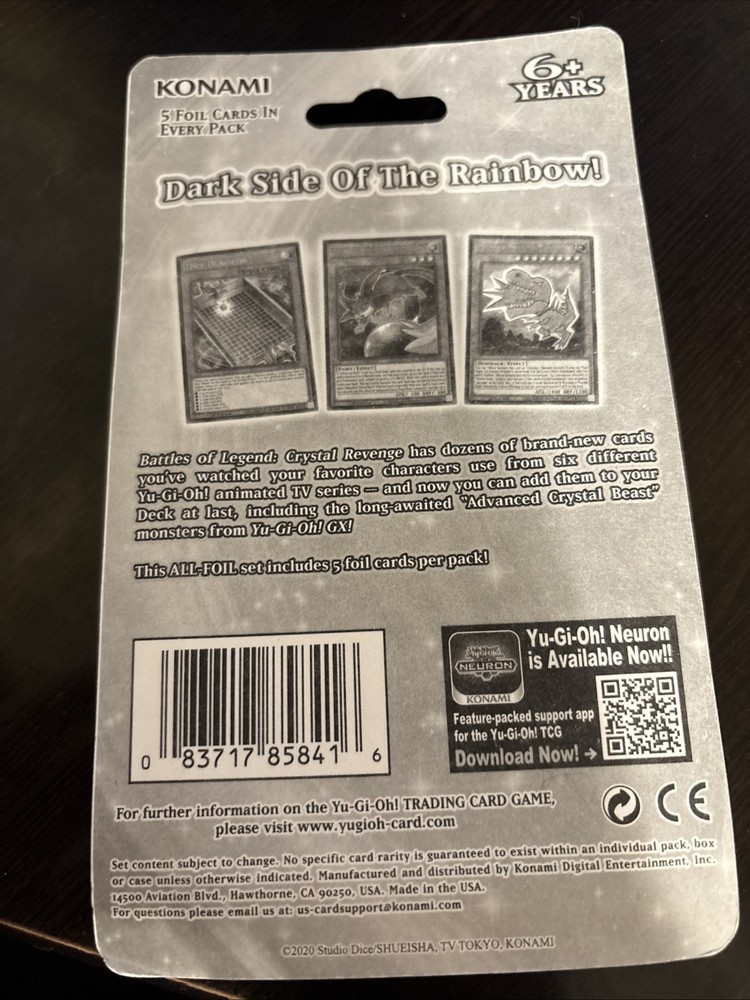 KONAMI
6+
YEARS
5 FOIL CARDS IN
EVERY PACK
Dark Side Of The Rainbow!
Battles of Legend: Crystal Revenge has dozens of brand-new cards
you've watched your favorite characters use from six different
Yu-Gi-Oh! animated TV series — and now you can add them to your
Deck at last, including the long-awaited "Advanced Crystal Beast"
monsters from Yu-Gi-Oh! GX!
This ALL-FOIL set includes 5 foil cards per pack!
NEURON
KONAMI
Yu-Gi-Oh! Neuron
is Available Now!!
Feature-packed support app
for the Yu-Gi-Oh! TCG
Download Now! →
0 83717 85841 6
CE
For further information on the Yu-Gi-Oh! TRADING CARD GAME,
please visit www.yugioh-card.com
Set content subject to change. No specific card rarity is guaranteed to exist within an individual pack, box
or case unless otherwise indicated. Manufactured and distributed by Konami Digital Entertainment, Inc.
14500 Aviation Blvd., Hawthorne, CA 90250, USA. Made in the USA.
For questions please email us at: us-cardsupport@konami.com
©2020 Studio Dice/SHUEISHA, TV TOKYO, KONAMI